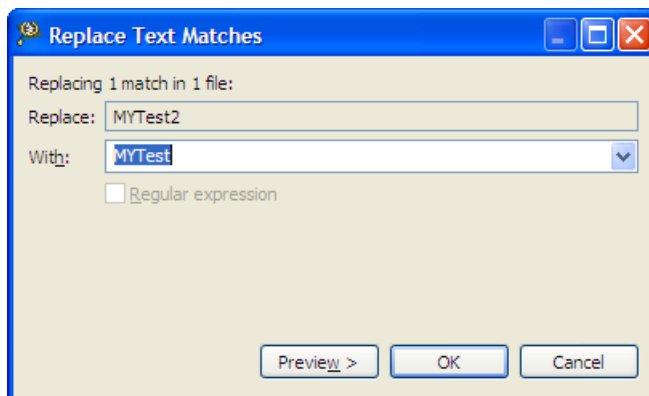 Replace Text Matches
Replacing 1 match in 1 file:
Replace: MYTest2
With: MYTest
Regular expression
Preview > OK Cancel